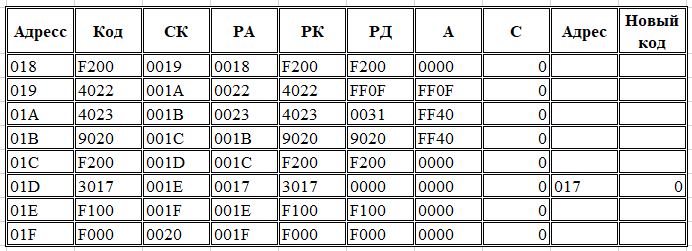 Адресс Код СК РА РК РД А С Адрес Новый код
018 F200 0019 0018 F200 F200 0000 0
019 4022 001A 0022 4022 FF0F FF0F 0
01A 4023 001B 0023 4023 0031 FF40 0
01B 9020 001C 001B 9020 9020 FF40 0
01C F200 001D 001C F200 F200 0000 0
01D 3017 001E 0017 3017 0000 0000 0 017 0
01E F100 001F 001E F100 F100 0000 0
01F F000 0020 001F F000 F000 0000 0